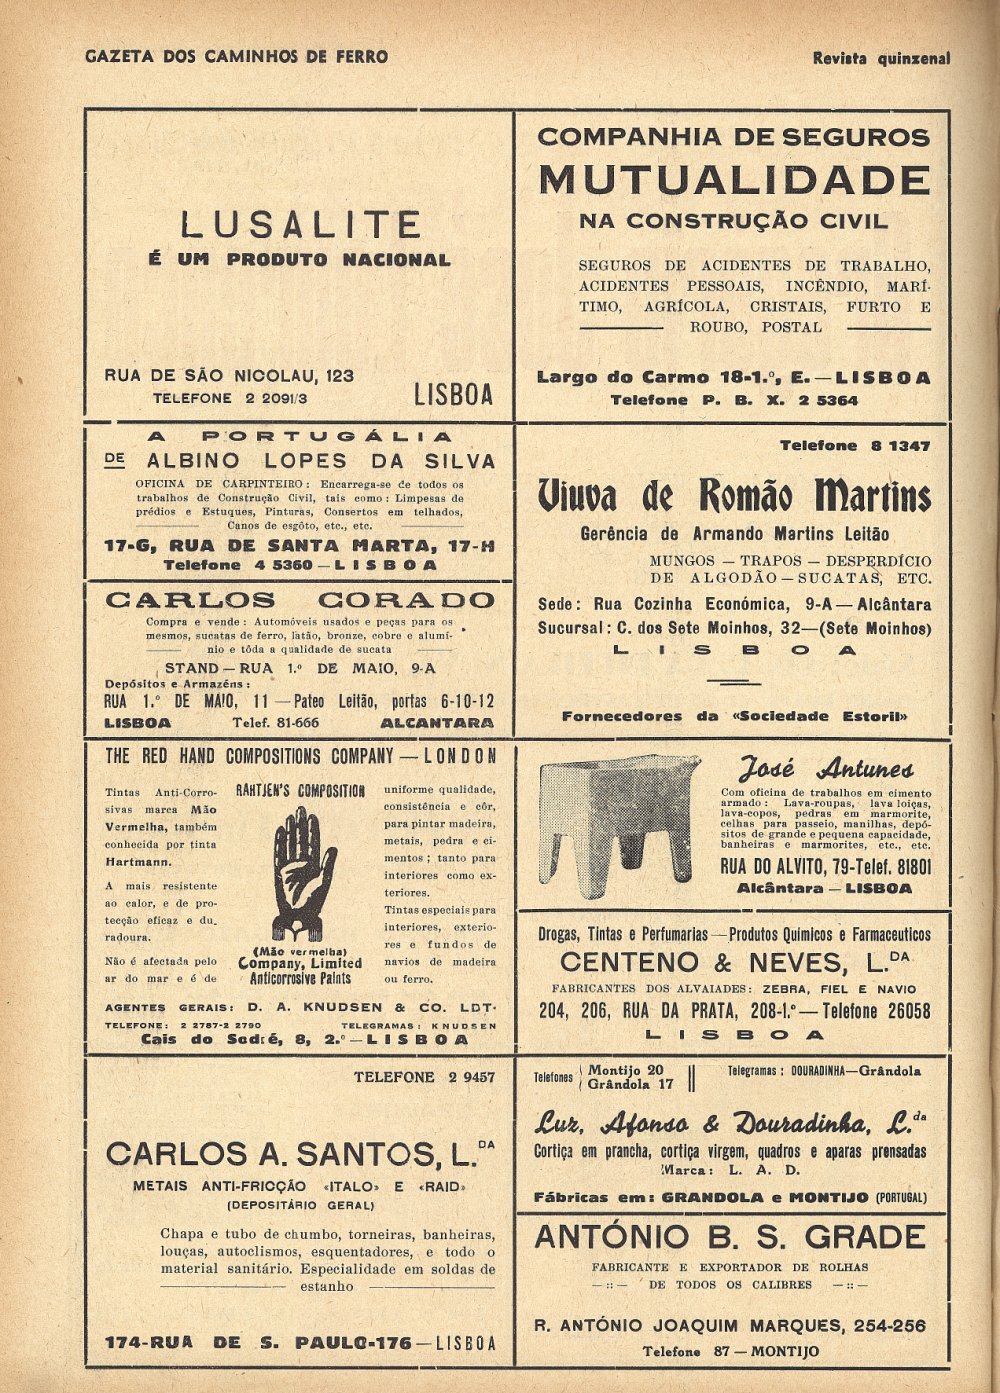 GAZETA DOS CAMINHOS DE FERRO
Revista quinzenal
LUSALITE
É UM PRODUTO NACIONAL
RUA DE SÃO NICOLAU, 123
TELEFONE 2 2091/3
LISBOA
COMPANHIA DE SEGUROS
MUTUALIDADE
NA CONSTRUÇÃO CIVIL
SEGUROS DE ACIDENTES DE TRABALHO,
ACIDENTES PESSOAIS, INCÊNDIO, MARÍ-
TIMO, AGRÍCOLA, CRISTAIS, FURTO E
ROUBO, POSTAL
Largo do Carmo 18-1.º, E. — LISBOA
Telefone P. B. X. 2 5364
A PORTUGÁLIA
DE ALBINO LOPES DA SILVA
OFICINA DE CARPINTEIRO: Encarrega-se de todos os
trabalhos de Construção Civil, tais como: Limpesas de
prédios e Estuques, Pinturas, Consertos em telhados,
Canos de esgôto, etc., etc.
17-G, RUA DE SANTA MARTA, 17-H
Telefone 4 5360 — LISBOA
CARLOS CORADO
Compra e vende: Automóveis usados e peças para os
mesmos, sucatas de ferro, latão, bronze, cobre e alumí-
nio e tôda a qualidade de sucata
STAND — RUA 1.º DE MAIO, 9-A
Depósitos e Armazéns:
RUA 1.º DE MAIO, 11 — Pateo Leitão, portas 6-10-12
LISBOA Telef. 81-666 ALCANTARA
Telefone 8 1347
Viuva de Romão Martins
Gerência de Armando Martins Leitão
MUNGOS — TRAPOS — DESPERDÍCIO
DE ALGODÃO — SUCATAS, ETC.
Sede: Rua Cozinha Económica, 9-A — Alcântara
Sucursal: C. dos Sete Moinhos, 32 — (Sete Moinhos)
LISBOA
Fornecedores da «Sociedade Estoril»
THE RED HAND COMPOSITIONS COMPANY — LONDON
Tintas Anti-Corro-
sivas marca Mão
Vermelha, também
conhecida por tinta
Hartmann.
A mais resistente
ao calor, e de pro-
tecção eficaz e du-
radoura.
Não é afectada pelo
ar do mar e é de
RAHTJEN'S COMPOSITION
(Mão vermelha)
Company, Limited
Anticorrosive Paints
uniforme qualidade,
consistência e côr,
para pintar madeira,
metais, pedra e ci-
mentos; tanto para
interiores como ex-
teriores.
Tintas especiais para
interiores, exterio-
res e fundos de
navios de madeira
ou ferro.
AGENTES GERAIS: D. A. KNUDSEN & CO. LDT.
TELEFONE: 2 2787-2 2790 TELEGRAMAS: KNUDSEN
Cais do Sodré, 8, 2.º — LISBOA
José Antunes
Com oficina de trabalhos em cimento
armado: Lava-roupas, lava loiças,
lava-copos, pedras em marmorite,
celhas para passeio, manilhas, depó-
sitos de grande e pequena capacidade,
banheiras e marmorites, etc., etc.
RUA DO ALVITO, 79-Telef. 81801
Alcântara — LISBOA
Drogas, Tintas e Perfumarias — Produtos Químicos e Farmaceuticos
CENTENO & NEVES, L.DA
FABRICANTES DOS ALVAIADES: ZEBRA, FIEL E NAVIO
204, 206, RUA DA PRATA, 208-1.º — Telefone 26058
LISBOA
TELEFONE 2 9457
CARLOS A. SANTOS, L.DA
METAIS ANTI-FRICÇÃO «ITALO» E «RAID»
(DEPOSITÁRIO GERAL)
Chapa e tubo de chumbo, torneiras, banheiras,
louças, autoclismos, esquentadores, e todo o
material sanitário. Especialidade em soldas de
estanho
174-RUA DE S. PAULO-176 — LISBOA
Telefones Montijo 20
Grândola 17
Telegramas: DOURADINHA — Grândola
Luz, Afonso & Douradinha, L.da
Cortiça em prancha, cortiça virgem, quadros e aparas prensadas
Marca: L. A. D.
Fábricas em: GRANDOLA e MONTIJO (PORTUGAL)
ANTÓNIO B. S. GRADE
FABRICANTE E EXPORTADOR DE ROLHAS
—::— DE TODOS OS CALIBRES —::—
R. ANTÓNIO JOAQUIM MARQUES, 254-256
Telefone 87 — MONTIJO